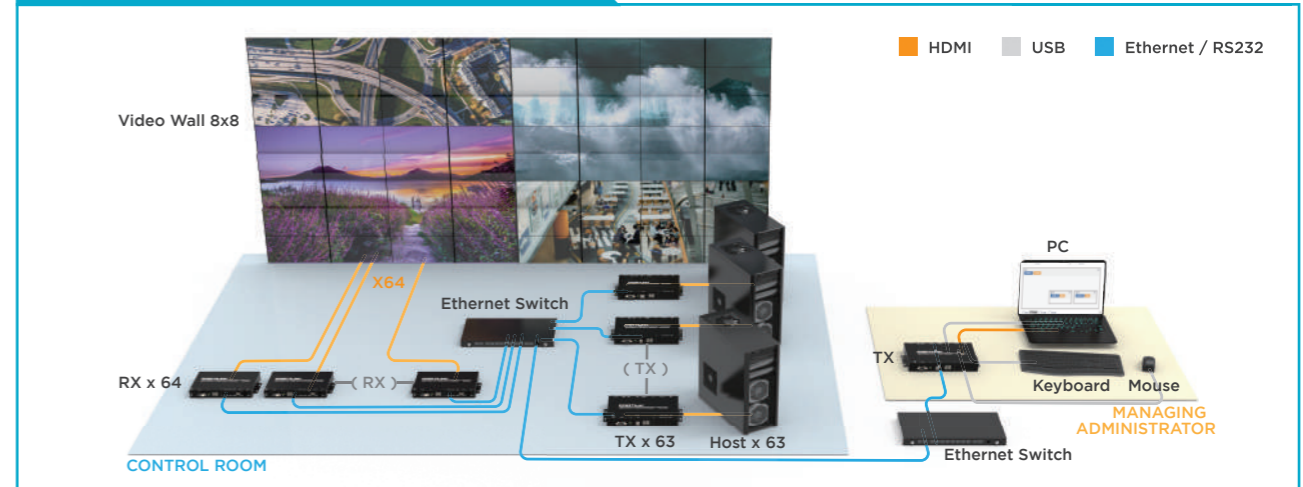 HDMI
USB
Ethernet / RS232
Video Wall 8x8
PC
X64
Ethernet Switch
TX
RX x 64
( RX )
( TX )
Keyboard
Mouse
MANAGING
ADMINISTRATOR
TX x 63
Host x 63
Ethernet Switch
CONTROL ROOM